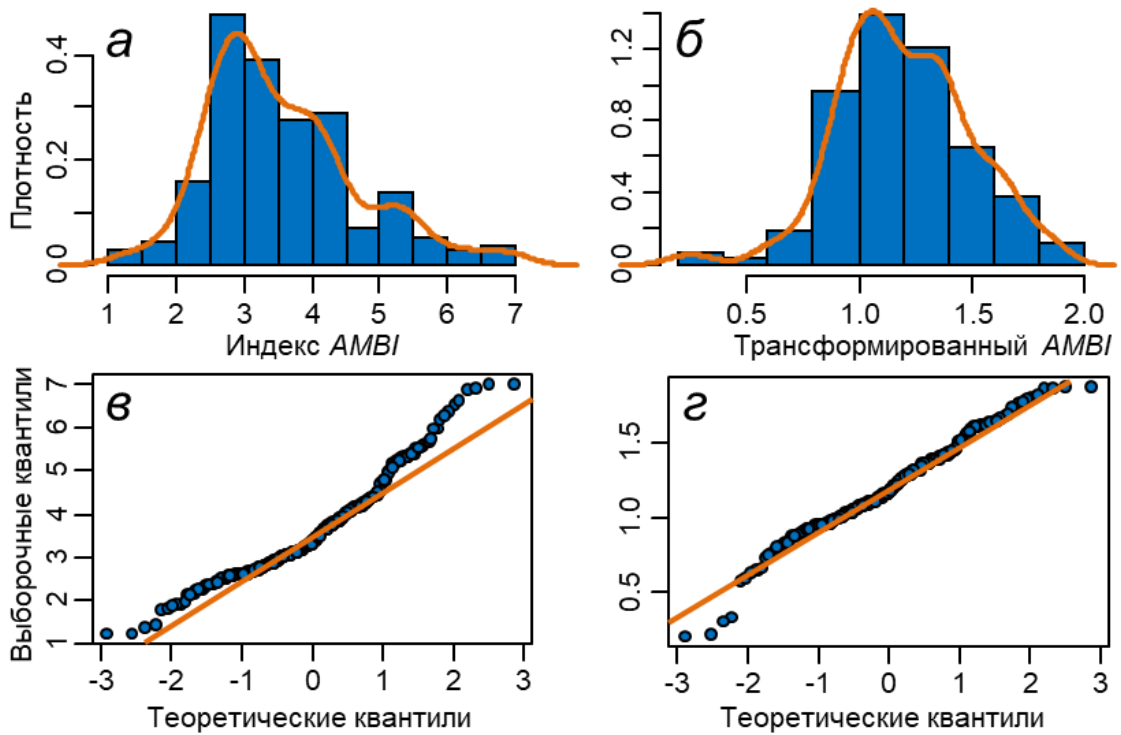 а
Плотность
0.0 0.2 0.4
1 2 3 4 5 6 7
Индекс AMBI
б
0.0 0.4 0.8 1.2
0.5 1.0 1.5 2.0
Трансформированный AMBI
в
Выборочные квантили
1 2 3 4 5 6 7
-3 -2 -1 0 1 2 3
Теоретические квантили
г
0.5 1.0 1.5
-3 -2 -1 0 1 2 3
Теоретические квантили